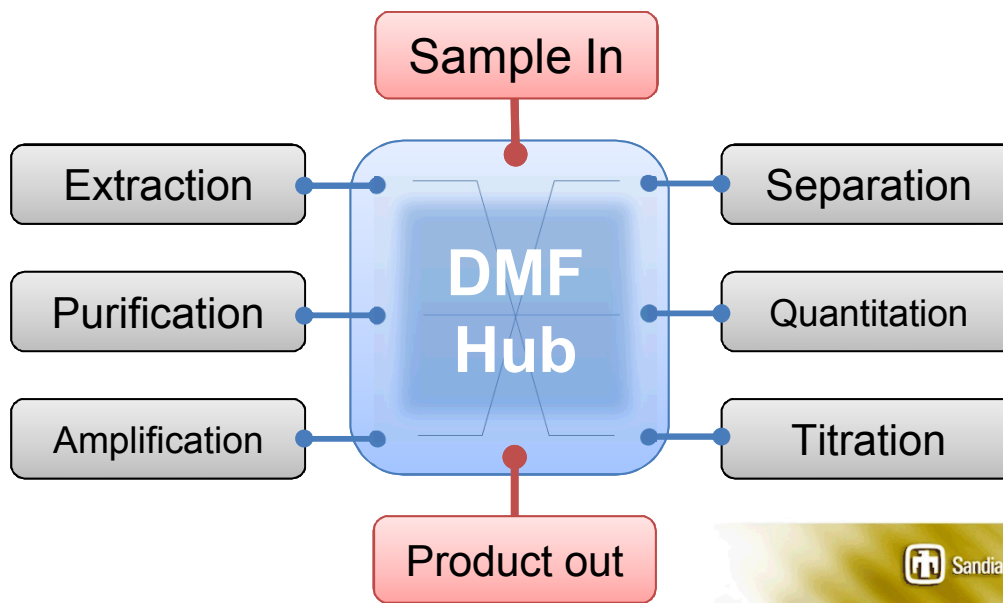 Sample In
Extraction
Separation
DMF
Hub
Purification
Quantitation
Amplification
Titration
Product out
Sandia